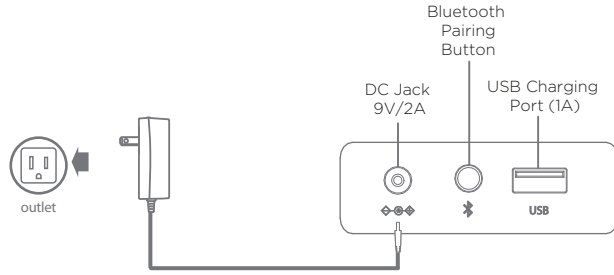 Bluetooth
Pairing
Button
DC Jack
9V/2A
USB Charging
Port (1A)
outlet
USB